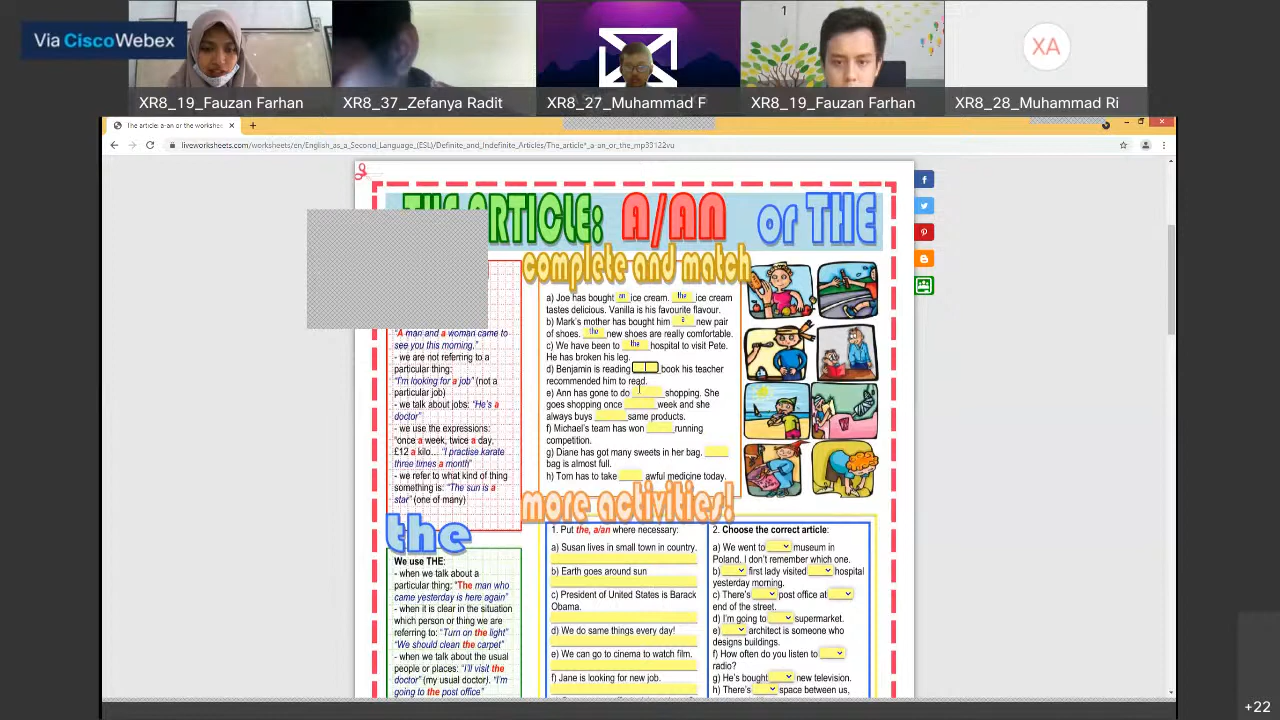 Via CiscoWebex
1
XA
XR8_19_Fauzan Farhan
XR8_37_Zefanya Radit
XR8_27_Muhammad F
XR8_19_Fauzan Farhan
XR8_28_Muhammad Ri
The article: a-an or the workshe
liveworksheets.com/worksheets/en/English_as_a_Second_Language_(ESL)/Definite_and_Indefinite_Articles/The_article*_a-an_or_the_mp33122vu
THE ARTICLE: A/AN or THE
complete and match
"A man and a woman came to
see you this morning."
- we are not referring to a
particular thing:
"I'm looking for a job" (not a
particular job)
- we talk about jobs: "He's a
doctor"
- we use the expressions:
"once a week, twice a day,
£12 a kilo... "I practise karate
three times a month"
- we refer to what kind of thing
something is: "The sun is a
star" (one of many)
a) Joe has bought an ice cream. the ice cream
tastes delicious. Vanilla is his favourite flavour.
b) Mark's mother has bought him a new pair
of shoes. the new shoes are really comfortable.
c) We have been to the hospital to visit Pete.
He has broken his leg.
d) Benjamin is reading book his teacher
recommended him to read.
e) Ann has gone to do shopping. She
goes shopping once week and she
always buys same products.
f) Michael's team has won running
competition.
g) Diane has got many sweets in her bag.
bag is almost full.
h) Tom has to take awful medicine today.
more activities!
the
We use THE:
- when we talk about a
particular thing: "The man who
came yesterday is here again"
- when it is clear in the situation
which person or thing we are
referring to: "Turn on the light"
"We should clean the carpet"
- when we talk about the usual
people or places: "I'll visit the
doctor" (my usual doctor). "I'm
going to the post office"
1. Put the, a/an where necessary:
a) Susan lives in small town in country.
b) Earth goes around sun
c) President of United States is Barack
Obama.
d) We do same things every day!
e) We can go to cinema to watch film.
f) Jane is looking for new job.
2. Choose the correct article:
a) We went to museum in
Poland. I don't remember which one.
b) first lady visited hospital
yesterday morning.
c) There's post office at
end of the street.
d) I'm going to supermarket.
e) architect is someone who
designs buildings.
f) How often do you listen to
radio?
g) He's bought new television.
h) There's space between us,
+22